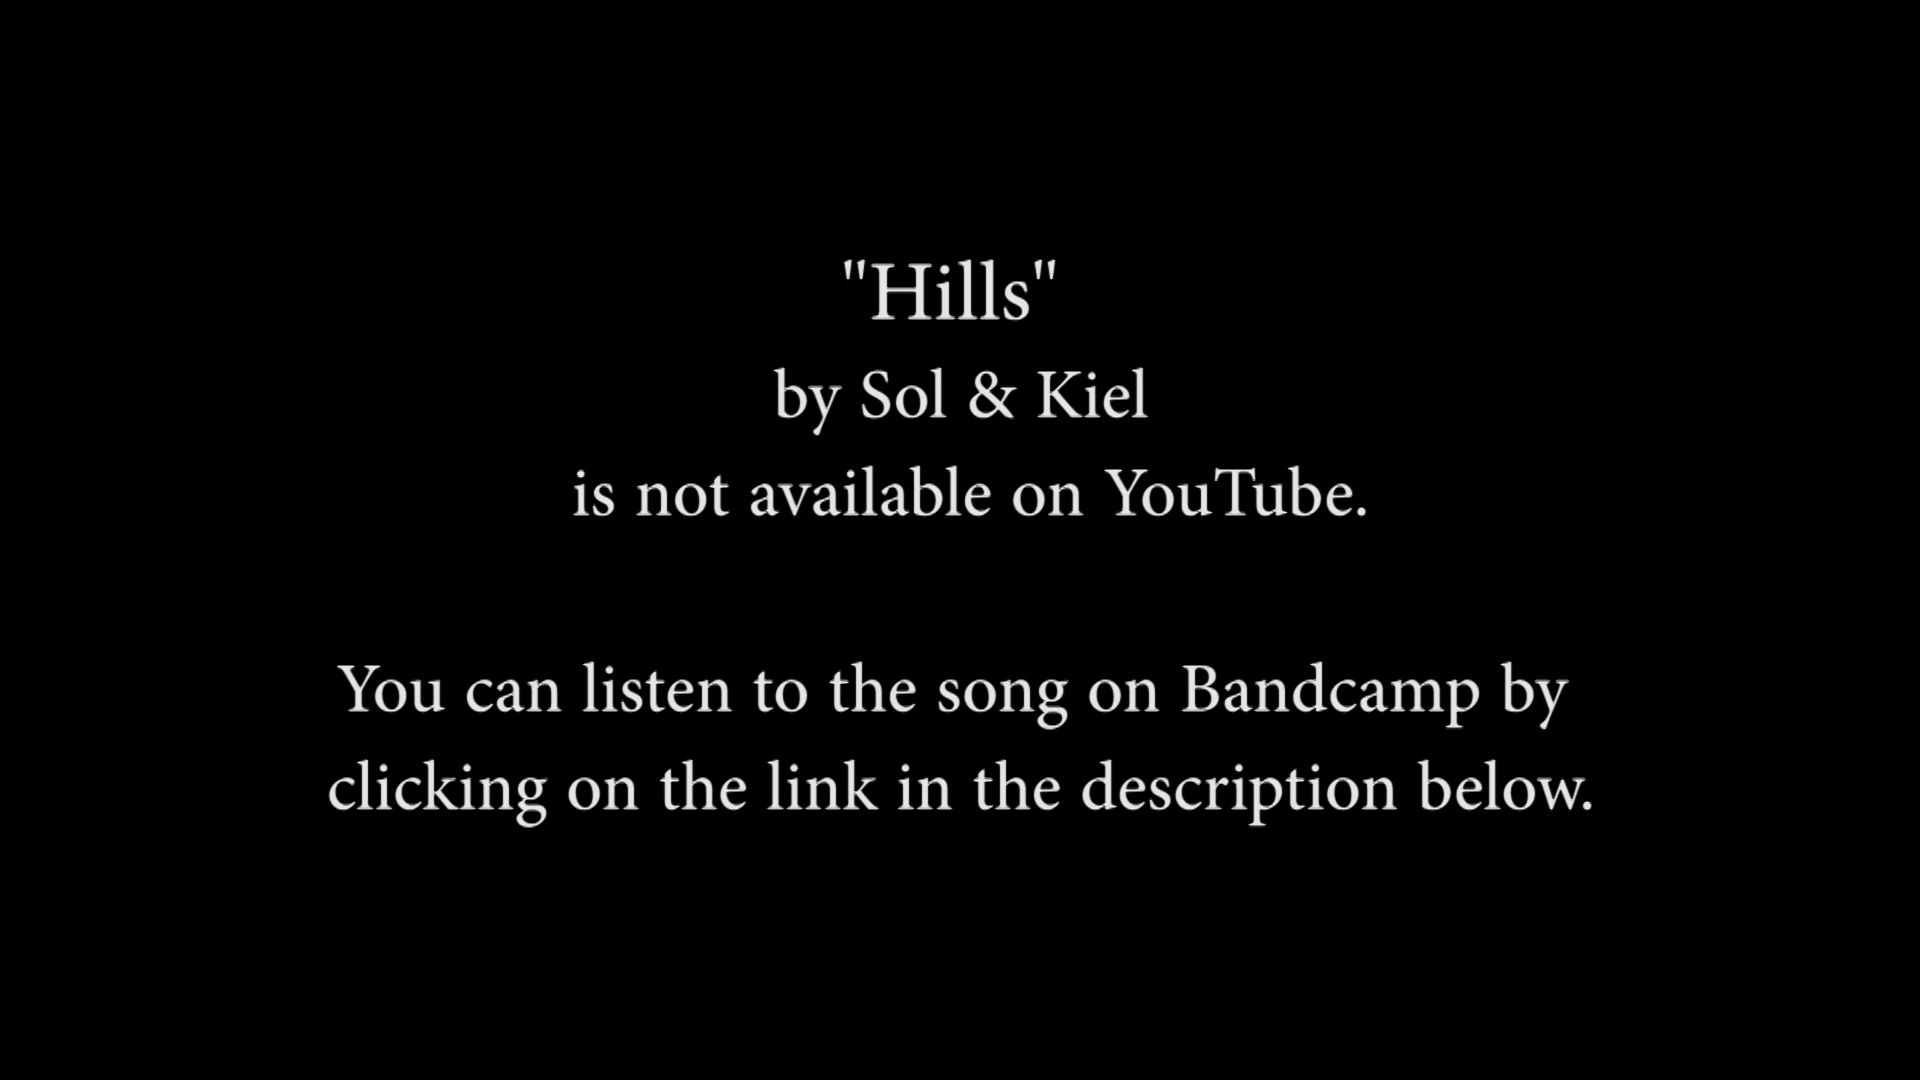 "Hills"
by Sol & Kiel
is not available on YouTube.
You can listen to the song on Bandcamp by
clicking on the link in the description below.